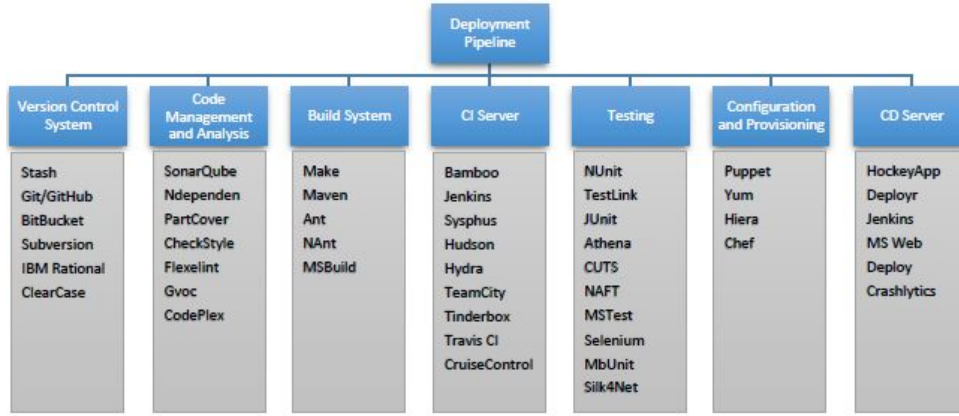 Deployment
Pipeline
Version Control
System
Code
Management
and Analysis
Build System
CI Server
Testing
Configuration
and Provisioning
CD Server
Stash
Git/GitHub
BitBucket
Subversion
IBM Rational
ClearCase
SonarQube
Ndependen
PartCover
CheckStyle
Flexelint
Gvoc
CodePlex
Make
Maven
Ant
NAnt
MSBuild
Bamboo
Jenkins
Sysphus
Hudson
Hydra
TeamCity
Tinderbox
Travis CI
CruiseControl
NUnit
TestLink
JUnit
Athena
CUTS
NAFT
MSTest
Selenium
MbUnit
Silk4Net
Puppet
Yum
Hiera
Chef
HockeyApp
Deployr
Jenkins
MS Web
Deploy
Crashlytics